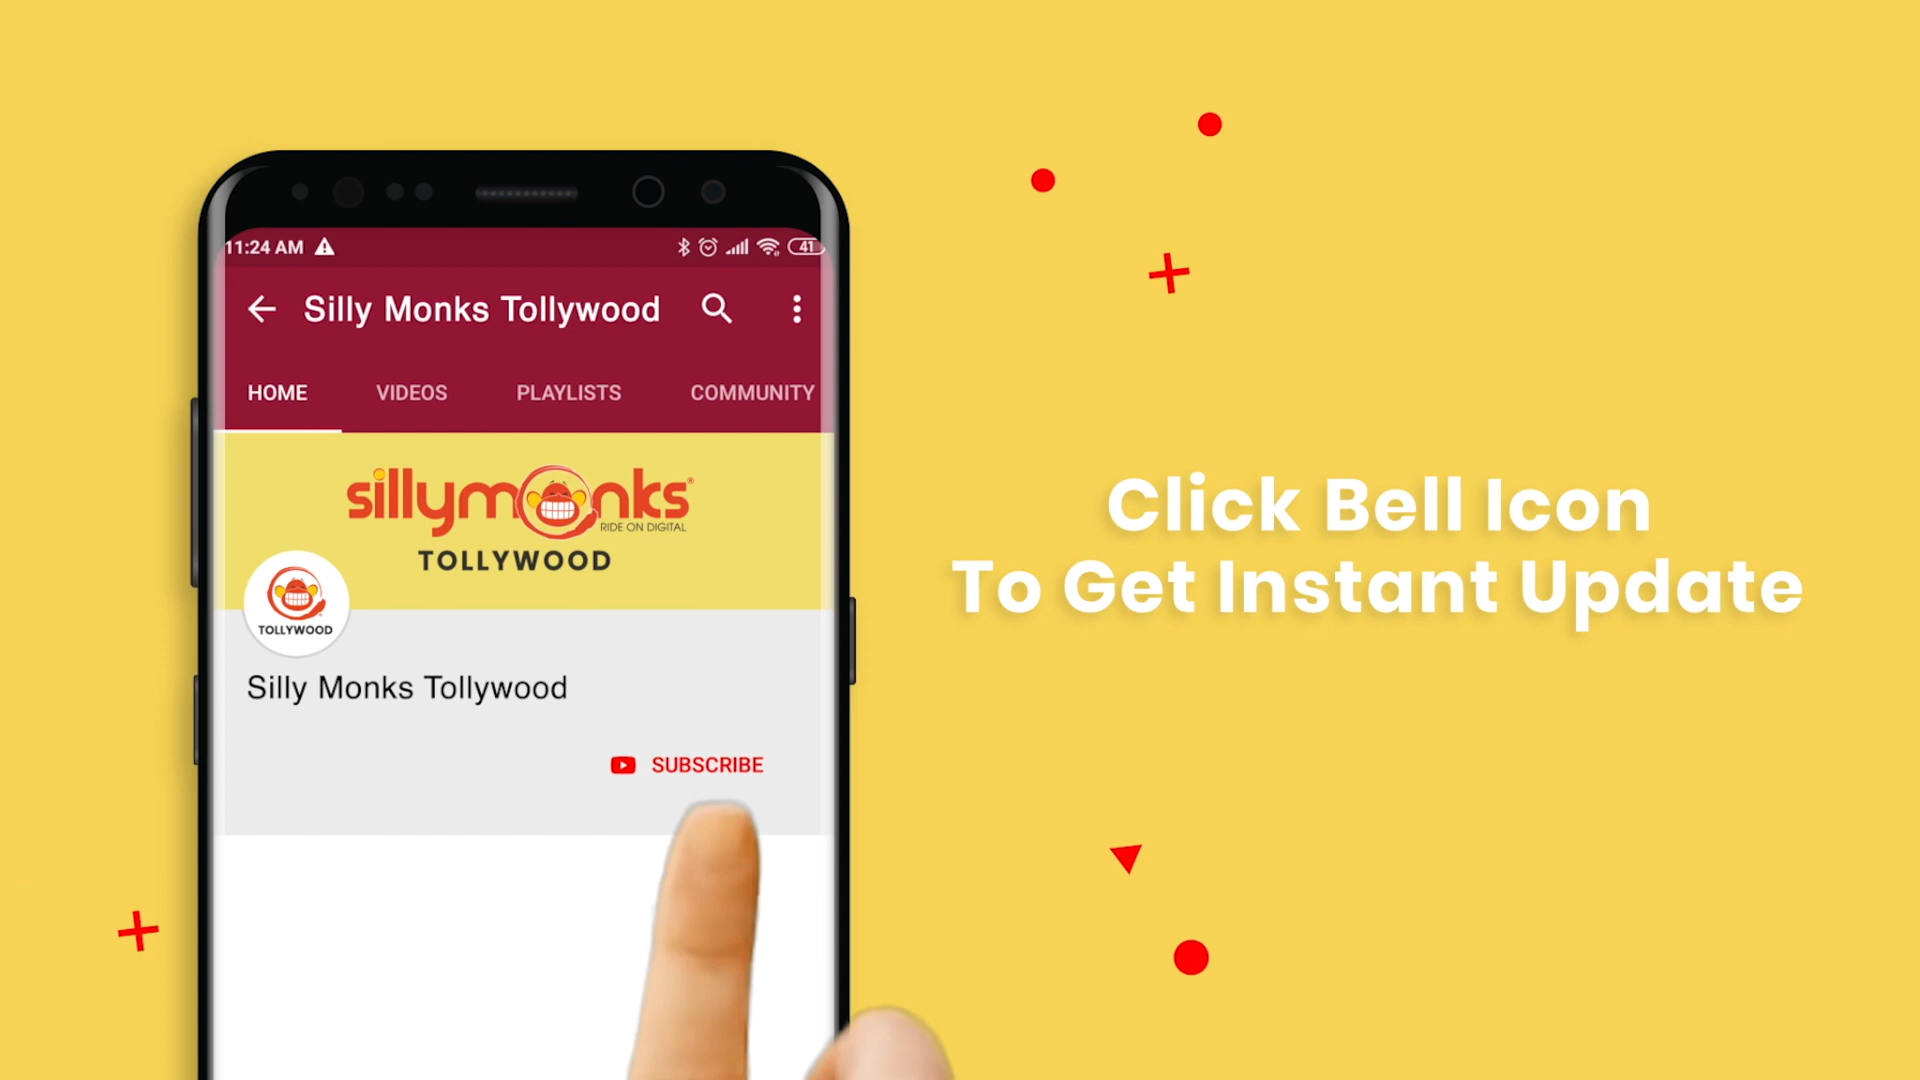 11:24 AM
41
Silly Monks Tollywood
HOME VIDEOS PLAYLISTS COMMUNITY
sillymonks®
RIDE ON DIGITAL
TOLLYWOOD
TOLLYWOOD
Silly Monks Tollywood
SUBSCRIBE
Click Bell Icon
To Get Instant Update